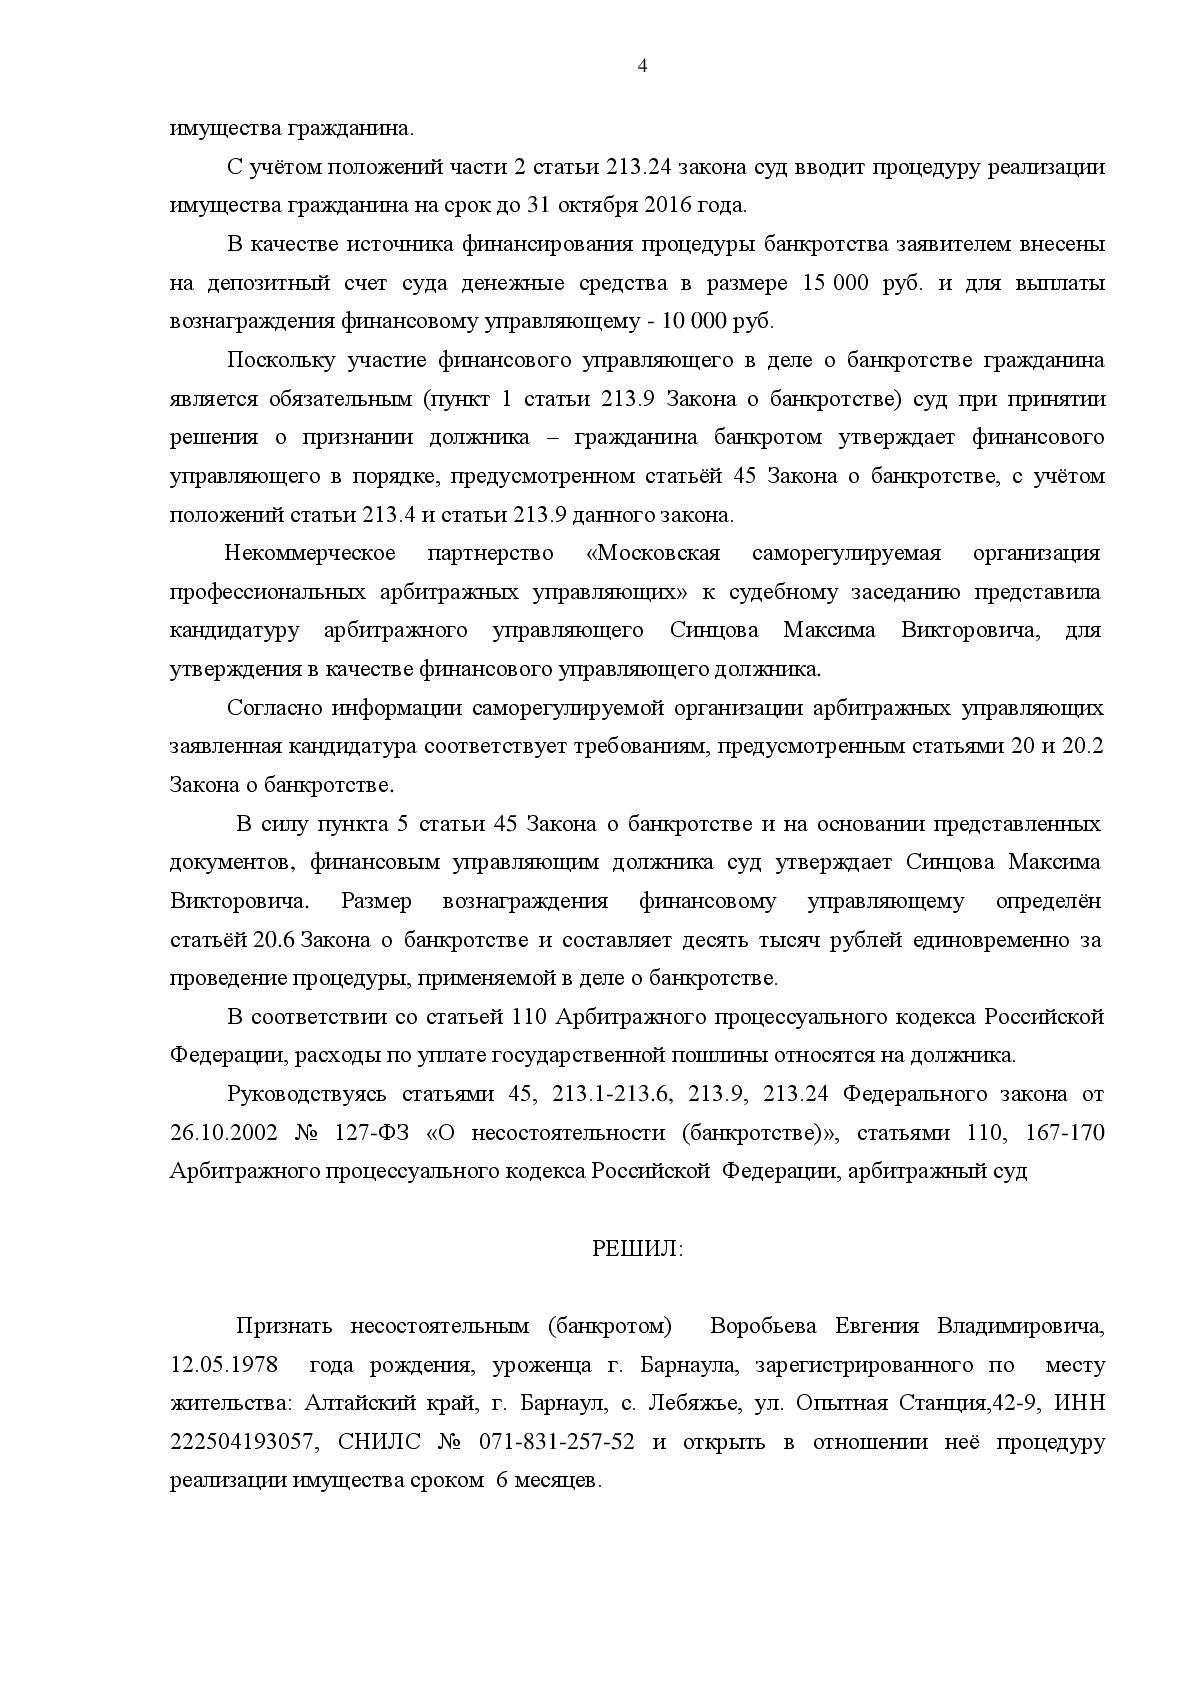 4
имущества гражданина.
С учётом положений части 2 статьи 213.24 закона суд вводит процедуру реализации
имущества гражданина на срок до 31 октября 2016 года.
В качестве источника финансирования процедуры банкротства заявителем внесены
на депозитный счет суда денежные средства в размере 15 000 руб. и для выплаты
вознаграждения финансовому управляющему - 10 000 руб.
Поскольку участие финансового управляющего в деле о банкротстве гражданина
является обязательным (пункт 1 статьи 213.9 Закона о банкротстве) суд при принятии
решения о признании должника – гражданина банкротом утверждает финансового
управляющего в порядке, предусмотренном статьёй 45 Закона о банкротстве, с учётом
положений статьи 213.4 и статьи 213.9 данного закона.
Некоммерческое партнерство «Московская саморегулируемая организация
профессиональных арбитражных управляющих» к судебному заседанию представила
кандидатуру арбитражного управляющего Синцова Максима Викторовича, для
утверждения в качестве финансового управляющего должника.
Согласно информации саморегулируемой организации арбитражных управляющих
заявленная кандидатура соответствует требованиям, предусмотренным статьями 20 и 20.2
Закона о банкротстве.
В силу пункта 5 статьи 45 Закона о банкротстве и на основании представленных
документов, финансовым управляющим должника суд утверждает Синцова Максима
Викторовича. Размер вознаграждения финансовому управляющему определён
статьёй 20.6 Закона о банкротстве и составляет десять тысяч рублей единовременно за
проведение процедуры, применяемой в деле о банкротстве.
В соответствии со статьей 110 Арбитражного процессуального кодекса Российской
Федерации, расходы по уплате государственной пошлины относятся на должника.
Руководствуясь статьями 45, 213.1-213.6, 213.9, 213.24 Федерального закона от
26.10.2002 № 127-ФЗ «О несостоятельности (банкротстве)», статьями 110, 167-170
Арбитражного процессуального кодекса Российской Федерации, арбитражный суд
РЕШИЛ:
Признать несостоятельным (банкротом) Воробьева Евгения Владимировича,
12.05.1978 года рождения, уроженца г. Барнаула, зарегистрированного по месту
жительства: Алтайский край, г. Барнаул, с. Лебяжье, ул. Опытная Станция,42-9, ИНН
222504193057, СНИЛС № 071-831-257-52 и открыть в отношении неё процедуру
реализации имущества сроком 6 месяцев.